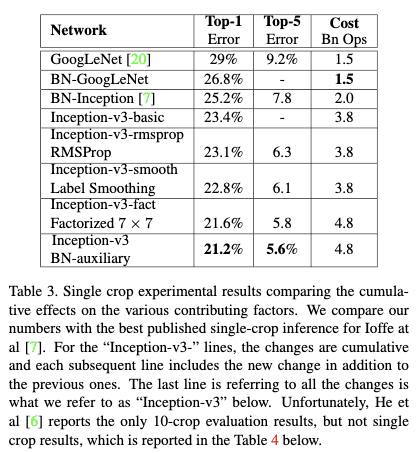 Network Top-1 Error Top-5 Error Cost Bn Ops
GoogLeNet [20] 29% 9.2% 1.5
BN-GoogLeNet 26.8% - 1.5
BN-Inception [7] 25.2% 7.8 2.0
Inception-v3-basic 23.4% - 3.8
Inception-v3-rmsprop
RMSProp 23.1% 6.3 3.8
Inception-v3-smooth
Label Smoothing 22.8% 6.1 3.8
Inception-v3-fact
Factorized 7 × 7 21.6% 5.8 4.8
Inception-v3
BN-auxiliary 21.2% 5.6% 4.8
Table 3. Single crop experimental results comparing the cumula-
tive effects on the various contributing factors. We compare our
numbers with the best published single-crop inference for Ioffe at
al [7]. For the “Inception-v3-” lines, the changes are cumulative
and each subsequent line includes the new change in addition to
the previous ones. The last line is referring to all the changes is
what we refer to as “Inception-v3” below. Unfortunately, He et
al [6] reports the only 10-crop evaluation results, but not single
crop results, which is reported in the Table 4 below.